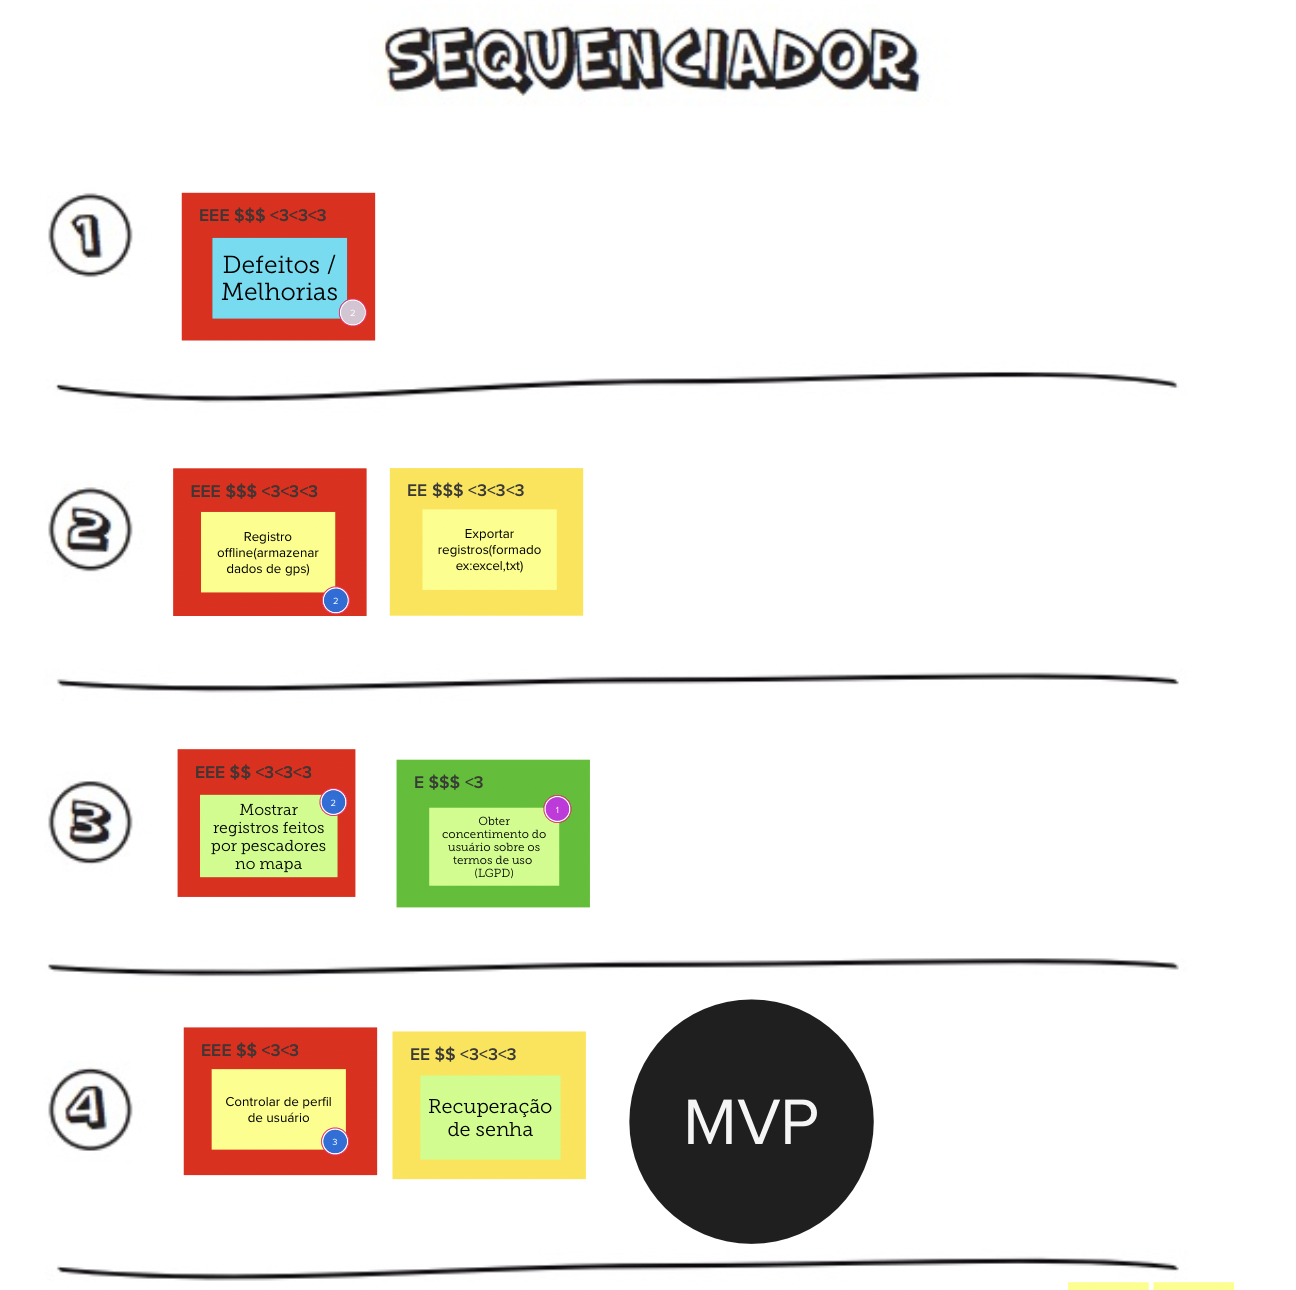 SEQUENCIADOR
1
EEE $$$ <3<3<3
Defeitos /
Melhorias
2
2
EEE $$$ <3<3<3
Registro
offline(armazenar
dados de gps)
2
EE $$$ <3<3<3
Exportar
registros(formado
ex:excel,txt)
3
EEE $$ <3<3<3
2
Mostrar
registros feitos
por pescadores
no mapa
E $$$ <3
1
Obter
concentimento do
usuário sobre os
termos de uso
(LGPD)
4
EEE $$ <3<3
Controlar de perfil
de usuário
3
EE $$ <3<3<3
Recuperação
de senha
MVP